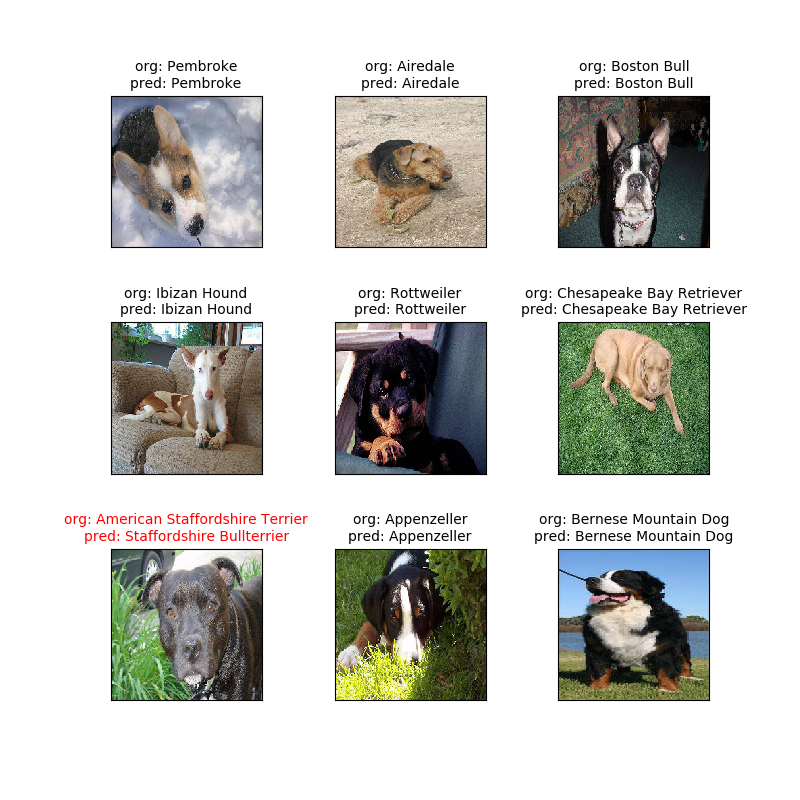 org: Pembroke
pred: Pembroke
org: Airedale
pred: Airedale
org: Boston Bull
pred: Boston Bull
org: Ibizan Hound
pred: Ibizan Hound
org: Rottweiler
pred: Rottweiler
org: Chesapeake Bay Retriever
pred: Chesapeake Bay Retriever
org: American Staffordshire Terrier
pred: Staffordshire Bullterrier
org: Appenzeller
pred: Appenzeller
org: Bernese Mountain Dog
pred: Bernese Mountain Dog